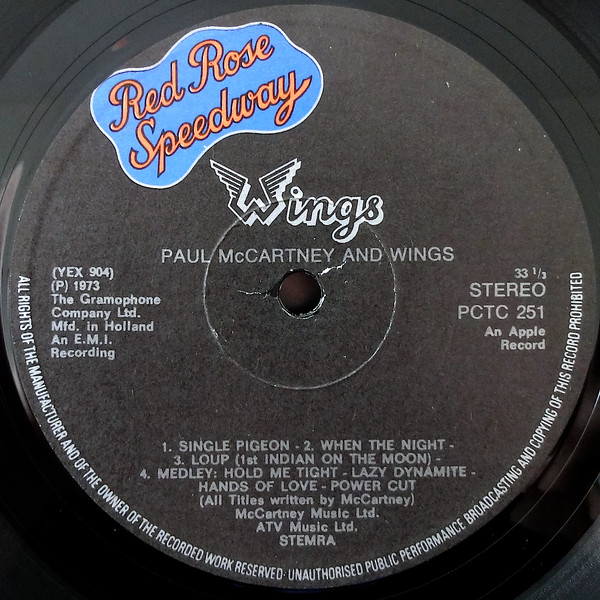 Red Rose
Speedway
Wings
PAUL McCARTNEY AND WINGS
(YEX 904)
(P) 1973
The Gramophone
Company Ltd.
Mfd. in Holland
An E.M.I.
Recording
33 1/3
STEREO
PCTC 251
An Apple
Record
1. SINGLE PIGEON - 2. WHEN THE NIGHT -
3. LOUP (1st INDIAN ON THE MOON) -
4. MEDLEY: HOLD ME TIGHT - LAZY DYNAMITE -
HANDS OF LOVE - POWER CUT
(All Titles written by McCartney)
McCartney Music Ltd.
ATV Music Ltd.
STEMRA
ALL RIGHTS OF THE MANUFACTURER AND OF THE OWNER OF THE RECORDED WORK RESERVED · UNAUTHORISED PUBLIC PERFORMANCE BROADCASTING AND COPYING OF THIS RECORD PROHIBITED